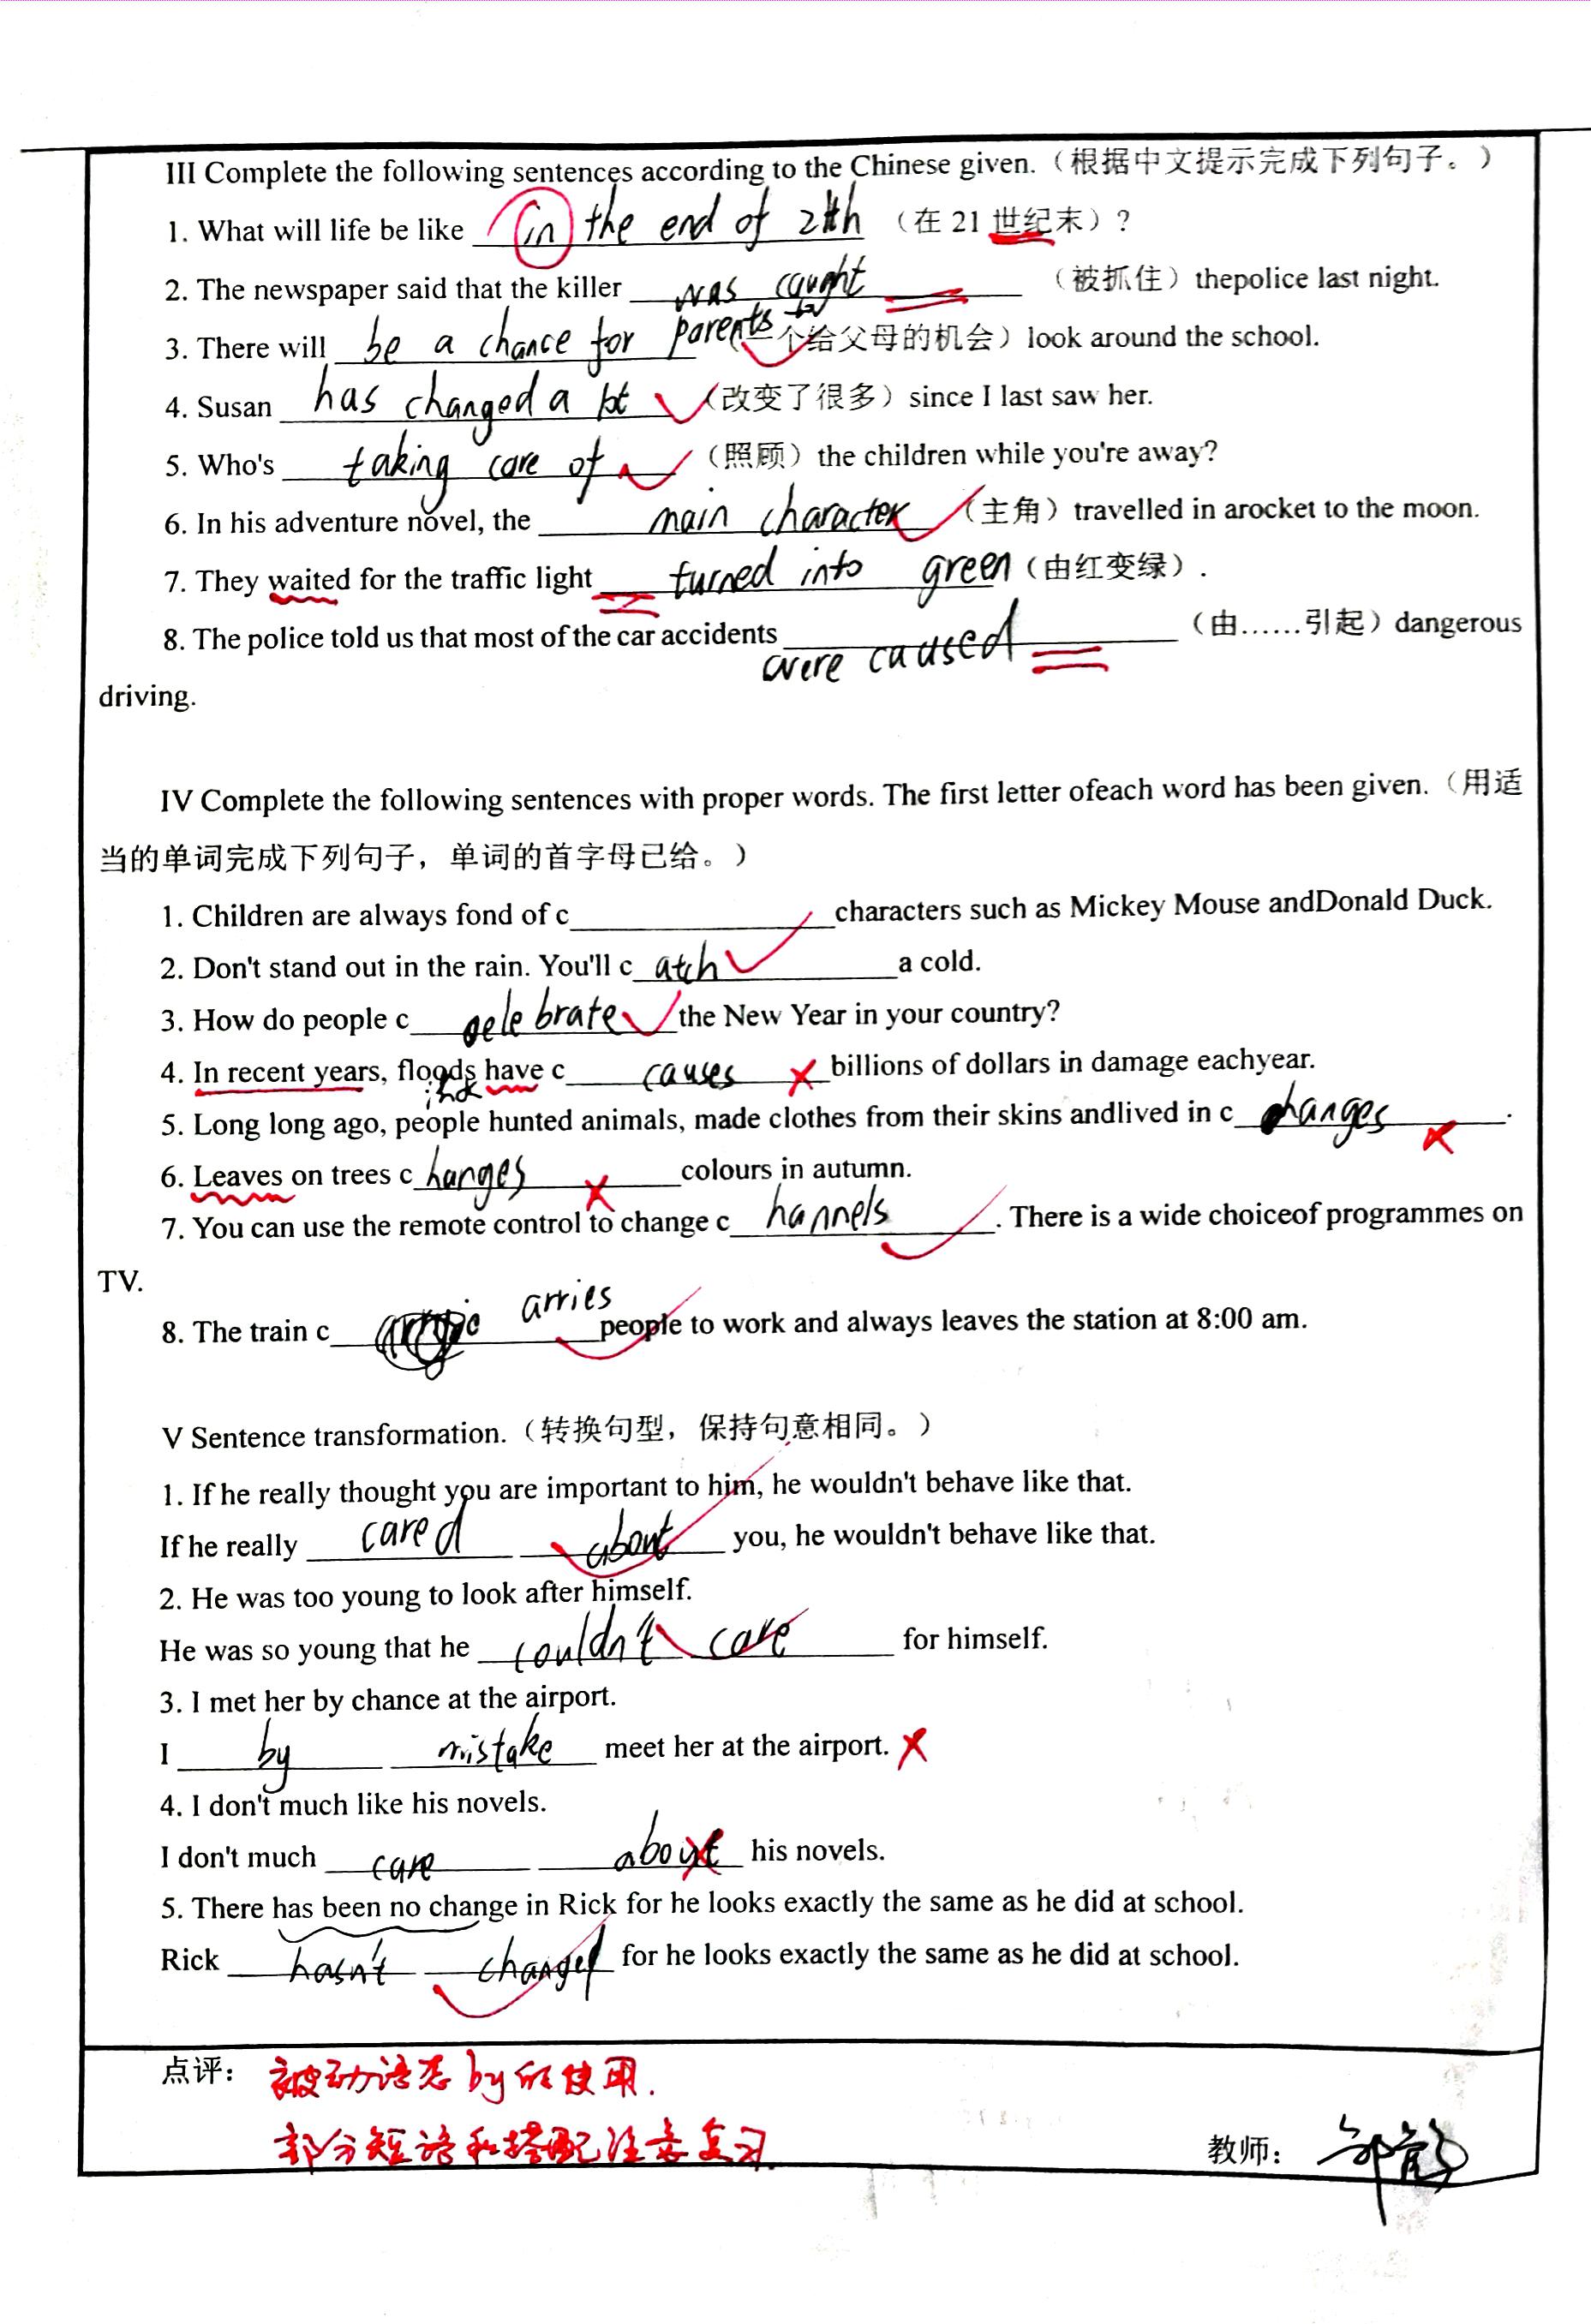 III Complete the following sentences according to the Chinese given.（根据中文提示完成下列句子。）
1. What will life be like in the end of 21th （在 21 世纪末）?
2. The newspaper said that the killer was caught （被抓住）thepolice last night.
3. There will be a chance for parents to （一个给父母的机会）look around the school.
4. Susan has changed a lot （改变了很多）since I last saw her.
5. Who's taking care of （照顾）the children while you're away?
6. In his adventure novel, the main character （主角）travelled in arocket to the moon.
7. They waited for the traffic light turned into green（由红变绿）.
8. The police told us that most of the car accidents were caused （由……引起）dangerous
driving.
IV Complete the following sentences with proper words. The first letter ofeach word has been given.（用适
当的单词完成下列句子，单词的首字母已给。）
1. Children are always fond of c characters such as Mickey Mouse andDonald Duck.
2. Don't stand out in the rain. You'll c atch a cold.
3. How do people c elebrate the New Year in your country?
4. In recent years, floods have c causes billions of dollars in damage eachyear.
5. Long long ago, people hunted animals, made clothes from their skins andlived in c hanges.
6. Leaves on trees c hanges colours in autumn.
7. You can use the remote control to change c hannels. There is a wide choiceof programmes on
TV.
8. The train c arries people to work and always leaves the station at 8:00 am.
V Sentence transformation.（转换句型，保持句意相同。）
1. If he really thought you are important to him, he wouldn't behave like that.
If he really cared about you, he wouldn't behave like that.
2. He was too young to look after himself.
He was so young that he couldn't care for himself.
3. I met her by chance at the airport.
I by mistake meet her at the airport.
4. I don't much like his novels.
I don't much care about his novels.
5. There has been no change in Rick for he looks exactly the same as he did at school.
Rick hasn't changed for he looks exactly the same as he did at school.
点评：被动语态by的使用.
部分短语和搭配注意复习.
教师：